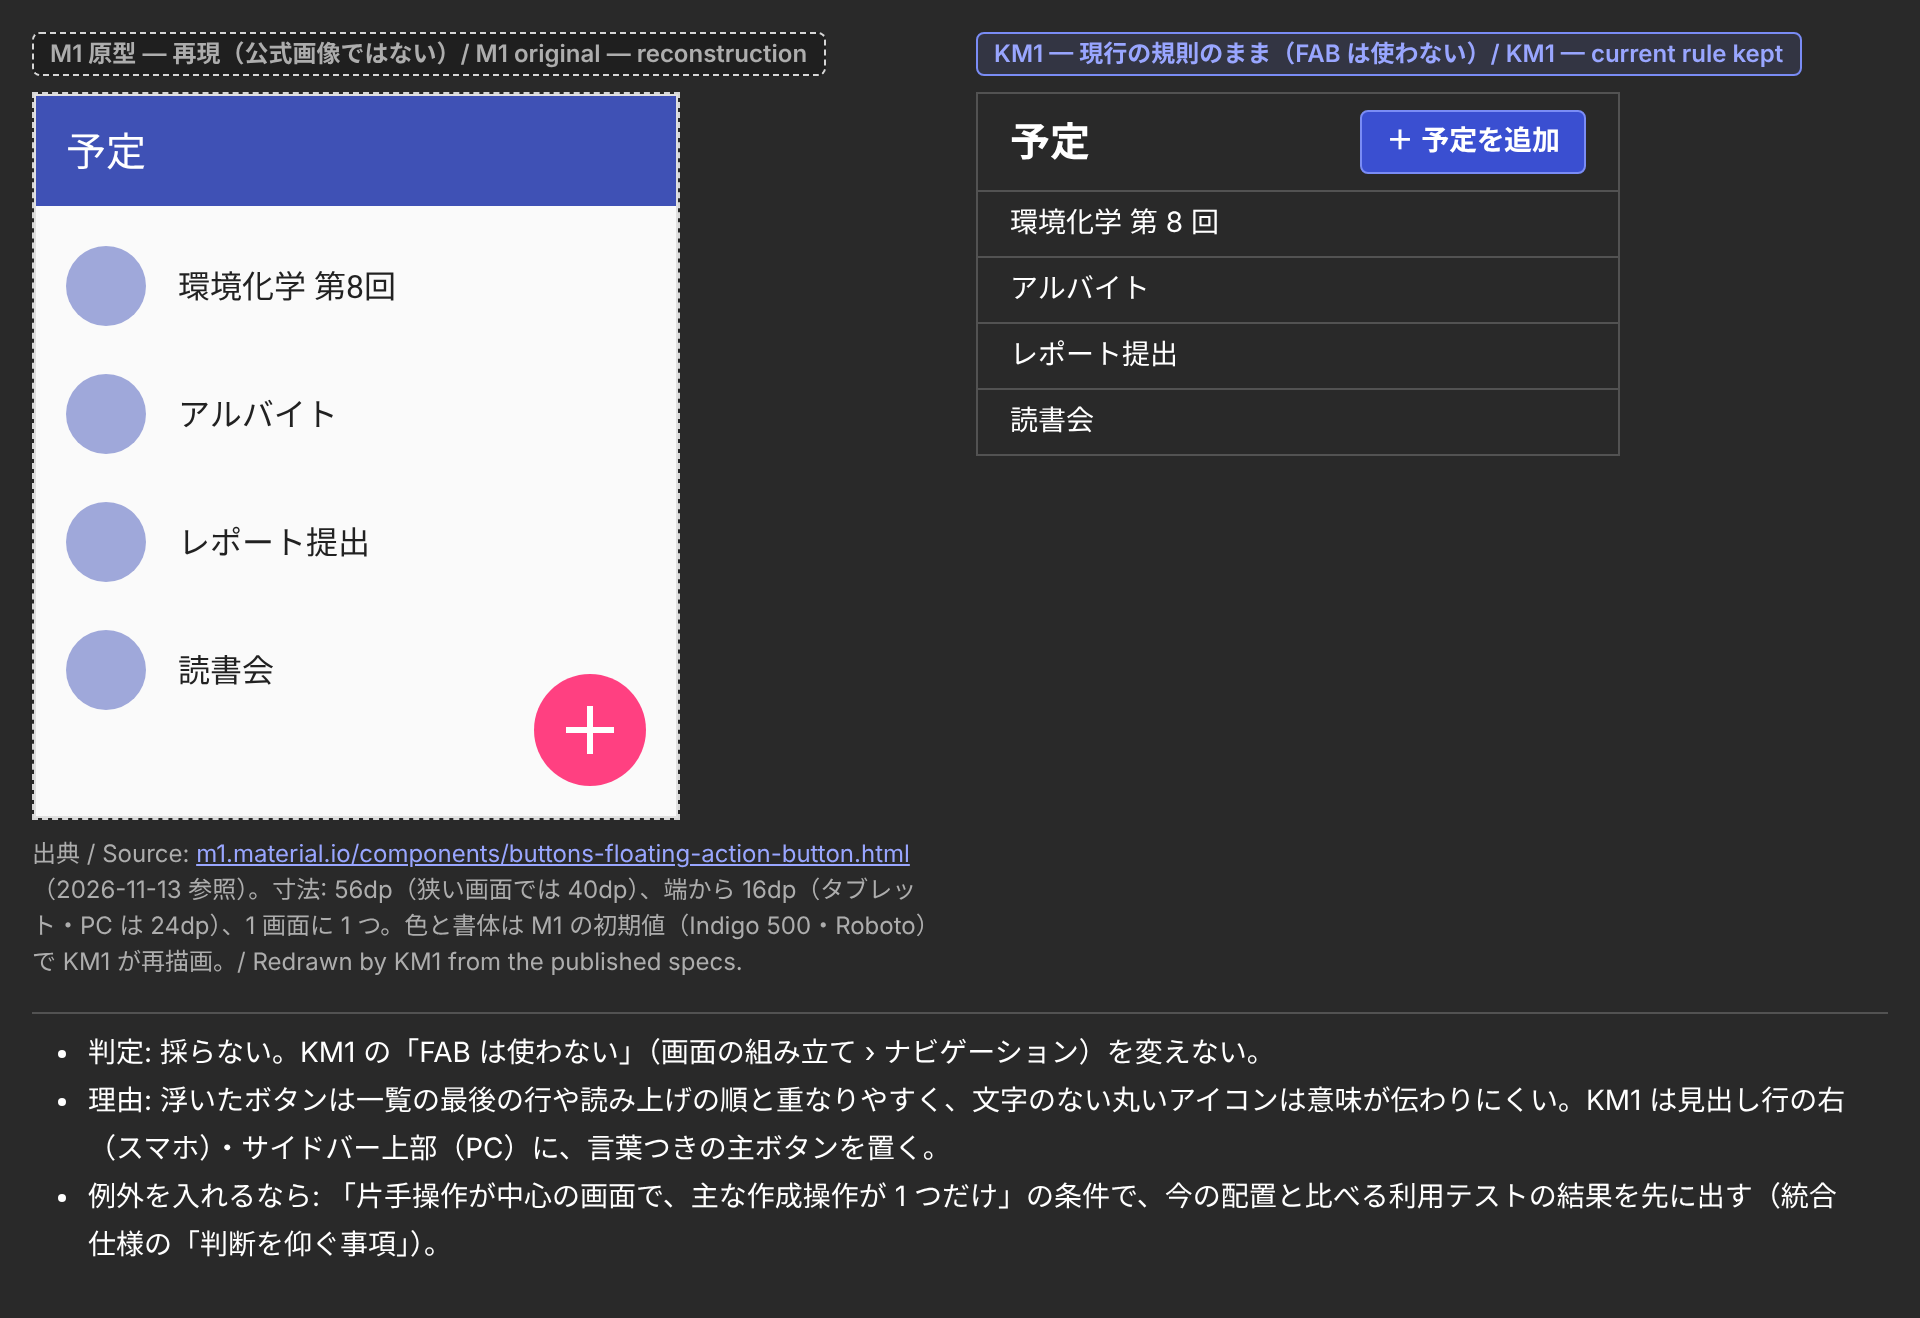 M1 原型 — 再現（公式画像ではない）/ M1 original — reconstruction
予定
環境化学 第8回
アルバイト
レポート提出
読書会
出典 / Source: m1.material.io/components/buttons-floating-action-button.html
（2026-11-13 参照）。寸法: 56dp（狭い画面では 40dp）、端から 16dp（タブレッ
ト・PC は 24dp）、1 画面に 1 つ。色と書体は M1 の初期値（Indigo 500・Roboto）
で KM1 が再描画。/ Redrawn by KM1 from the published specs.
KM1 — 現行の規則のまま（FAB は使わない）/ KM1 — current rule kept
予定
＋ 予定を追加
環境化学 第 8 回
アルバイト
レポート提出
読書会
• 判定: 採らない。KM1 の「FAB は使わない」（画面の組み立て › ナビゲーション）を変えない。
• 理由: 浮いたボタンは一覧の最後の行や読み上げの順と重なりやすく、文字のない丸いアイコンは意味が伝わりにくい。KM1 は見出し行の右
（スマホ）・サイドバー上部（PC）に、言葉つきの主ボタンを置く。
• 例外を入れるなら: 「片手操作が中心の画面で、主な作成操作が 1 つだけ」の条件で、今の配置と比べる利用テストの結果を先に出す（統合
仕様の「判断を仰ぐ事項」）。